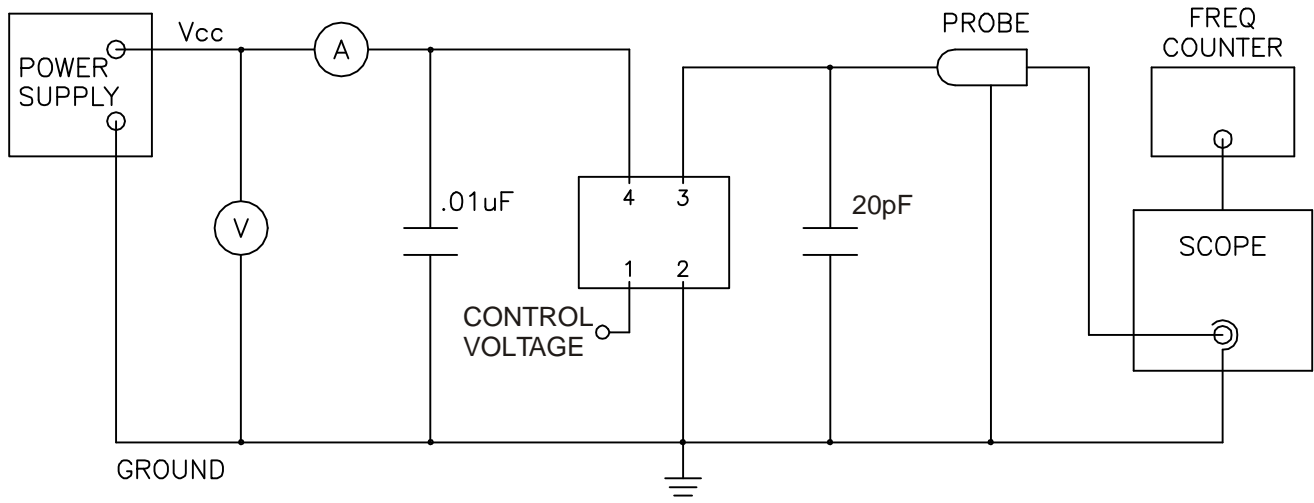 POWER
SUPPLY
Vcc
A
V
.01uF
4 3
1 2
CONTROL
VOLTAGE
20pF
PROBE
FREQ
COUNTER
SCOPE
GROUND